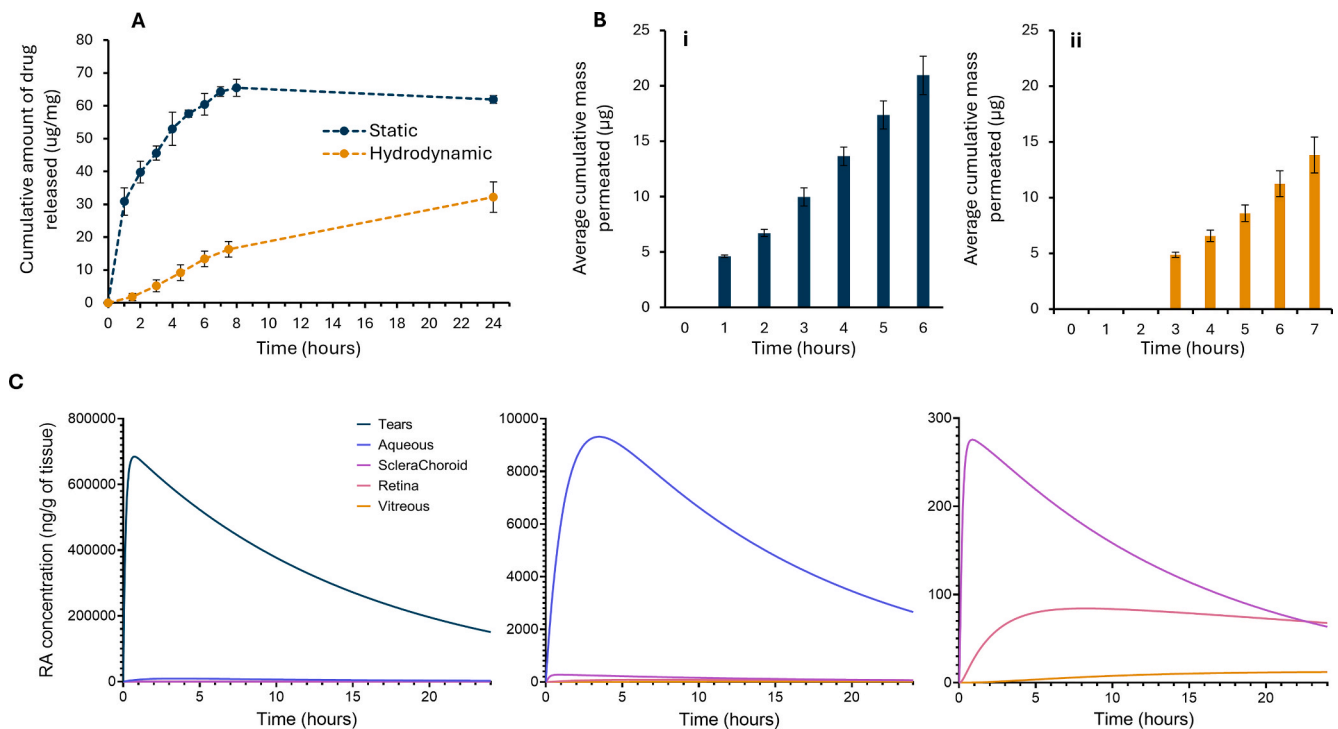 A
Cumulative amount of drug
released (ug/mg)
80
70
60
50
40
30
20
10
0
Static
Hydrodynamic
0 2 4 6 8 10 12 14 16 18 20 22 24
Time (hours)
B
i
Average cumulative mass
permeated (µg)
25
20
15
10
5
0
0 1 2 3 4 5 6
Time (hours)
ii
Average cumulative mass
permeated (µg)
25
20
15
10
5
0
0 1 2 3 4 5 6 7
Time (hours)
C
RA concentration (ng/g of tissue)
800000
600000
400000
200000
0
Tears
Aqueous
ScleraChoroid
Retina
Vitreous
0 5 10 15 20
Time (hours)
10000
8000
6000
4000
2000
0
0 5 10 15 20
Time (hours)
300
200
100
0
0 5 10 15 20
Time (hours)